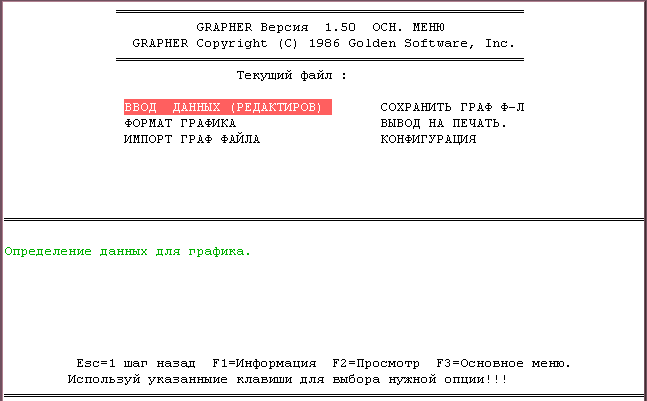 GRAPHER Версия 1.50 ОСН. МЕНЮ
GRAPHER Copyright (C) 1986 Golden Software, Inc.
Текущий файл :
ВВОД ДАННЫХ (РЕДАКТИРОВ) СОХРАНИТЬ ГРАФ Ф-Л
ФОРМАТ ГРАФИКА ВЫВОД НА ПЕЧАТЬ.
ИМПОРТ ГРАФ ФАЙЛА КОНФИГУРАЦИЯ
Определение данных для графика.
Esc=1 шаг назад F1=Информация F2=Просмотр F3=Основное меню.
Используй указанныие клавиши для выбора нужной опции!!!